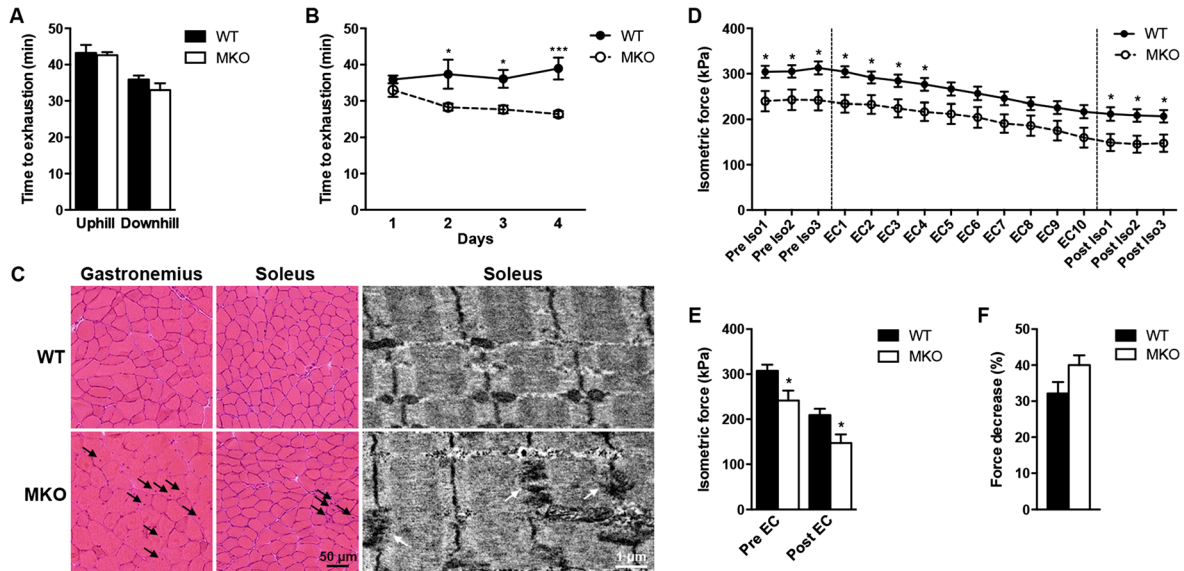 A
Time to exhaustion (min)
50
40
30
20
10
0
Uphill Downhill
WT
MKO
B
Time to exhaustion (min)
50
40
30
20
10
0
* * ***
1 2 3 4
Days
WT
MKO
C
Gastronemius Soleus Soleus
WT
MKO
50 µm
1 µm
D
Isometric force (kPa)
400
300
200
100
0
* * * * * * * * * *
Pre Iso1 Pre Iso2 Pre Iso3 EC1 EC2 EC3 EC4 EC5 EC6 EC7 EC8 EC9 EC10 Post Iso1 Post Iso2 Post Iso3
WT
MKO
E
Isometric force (kPa)
400
300
200
100
0
* *
Pre EC Post EC
WT
MKO
F
Force decrease (%)
50
40
30
20
10
0
WT
MKO